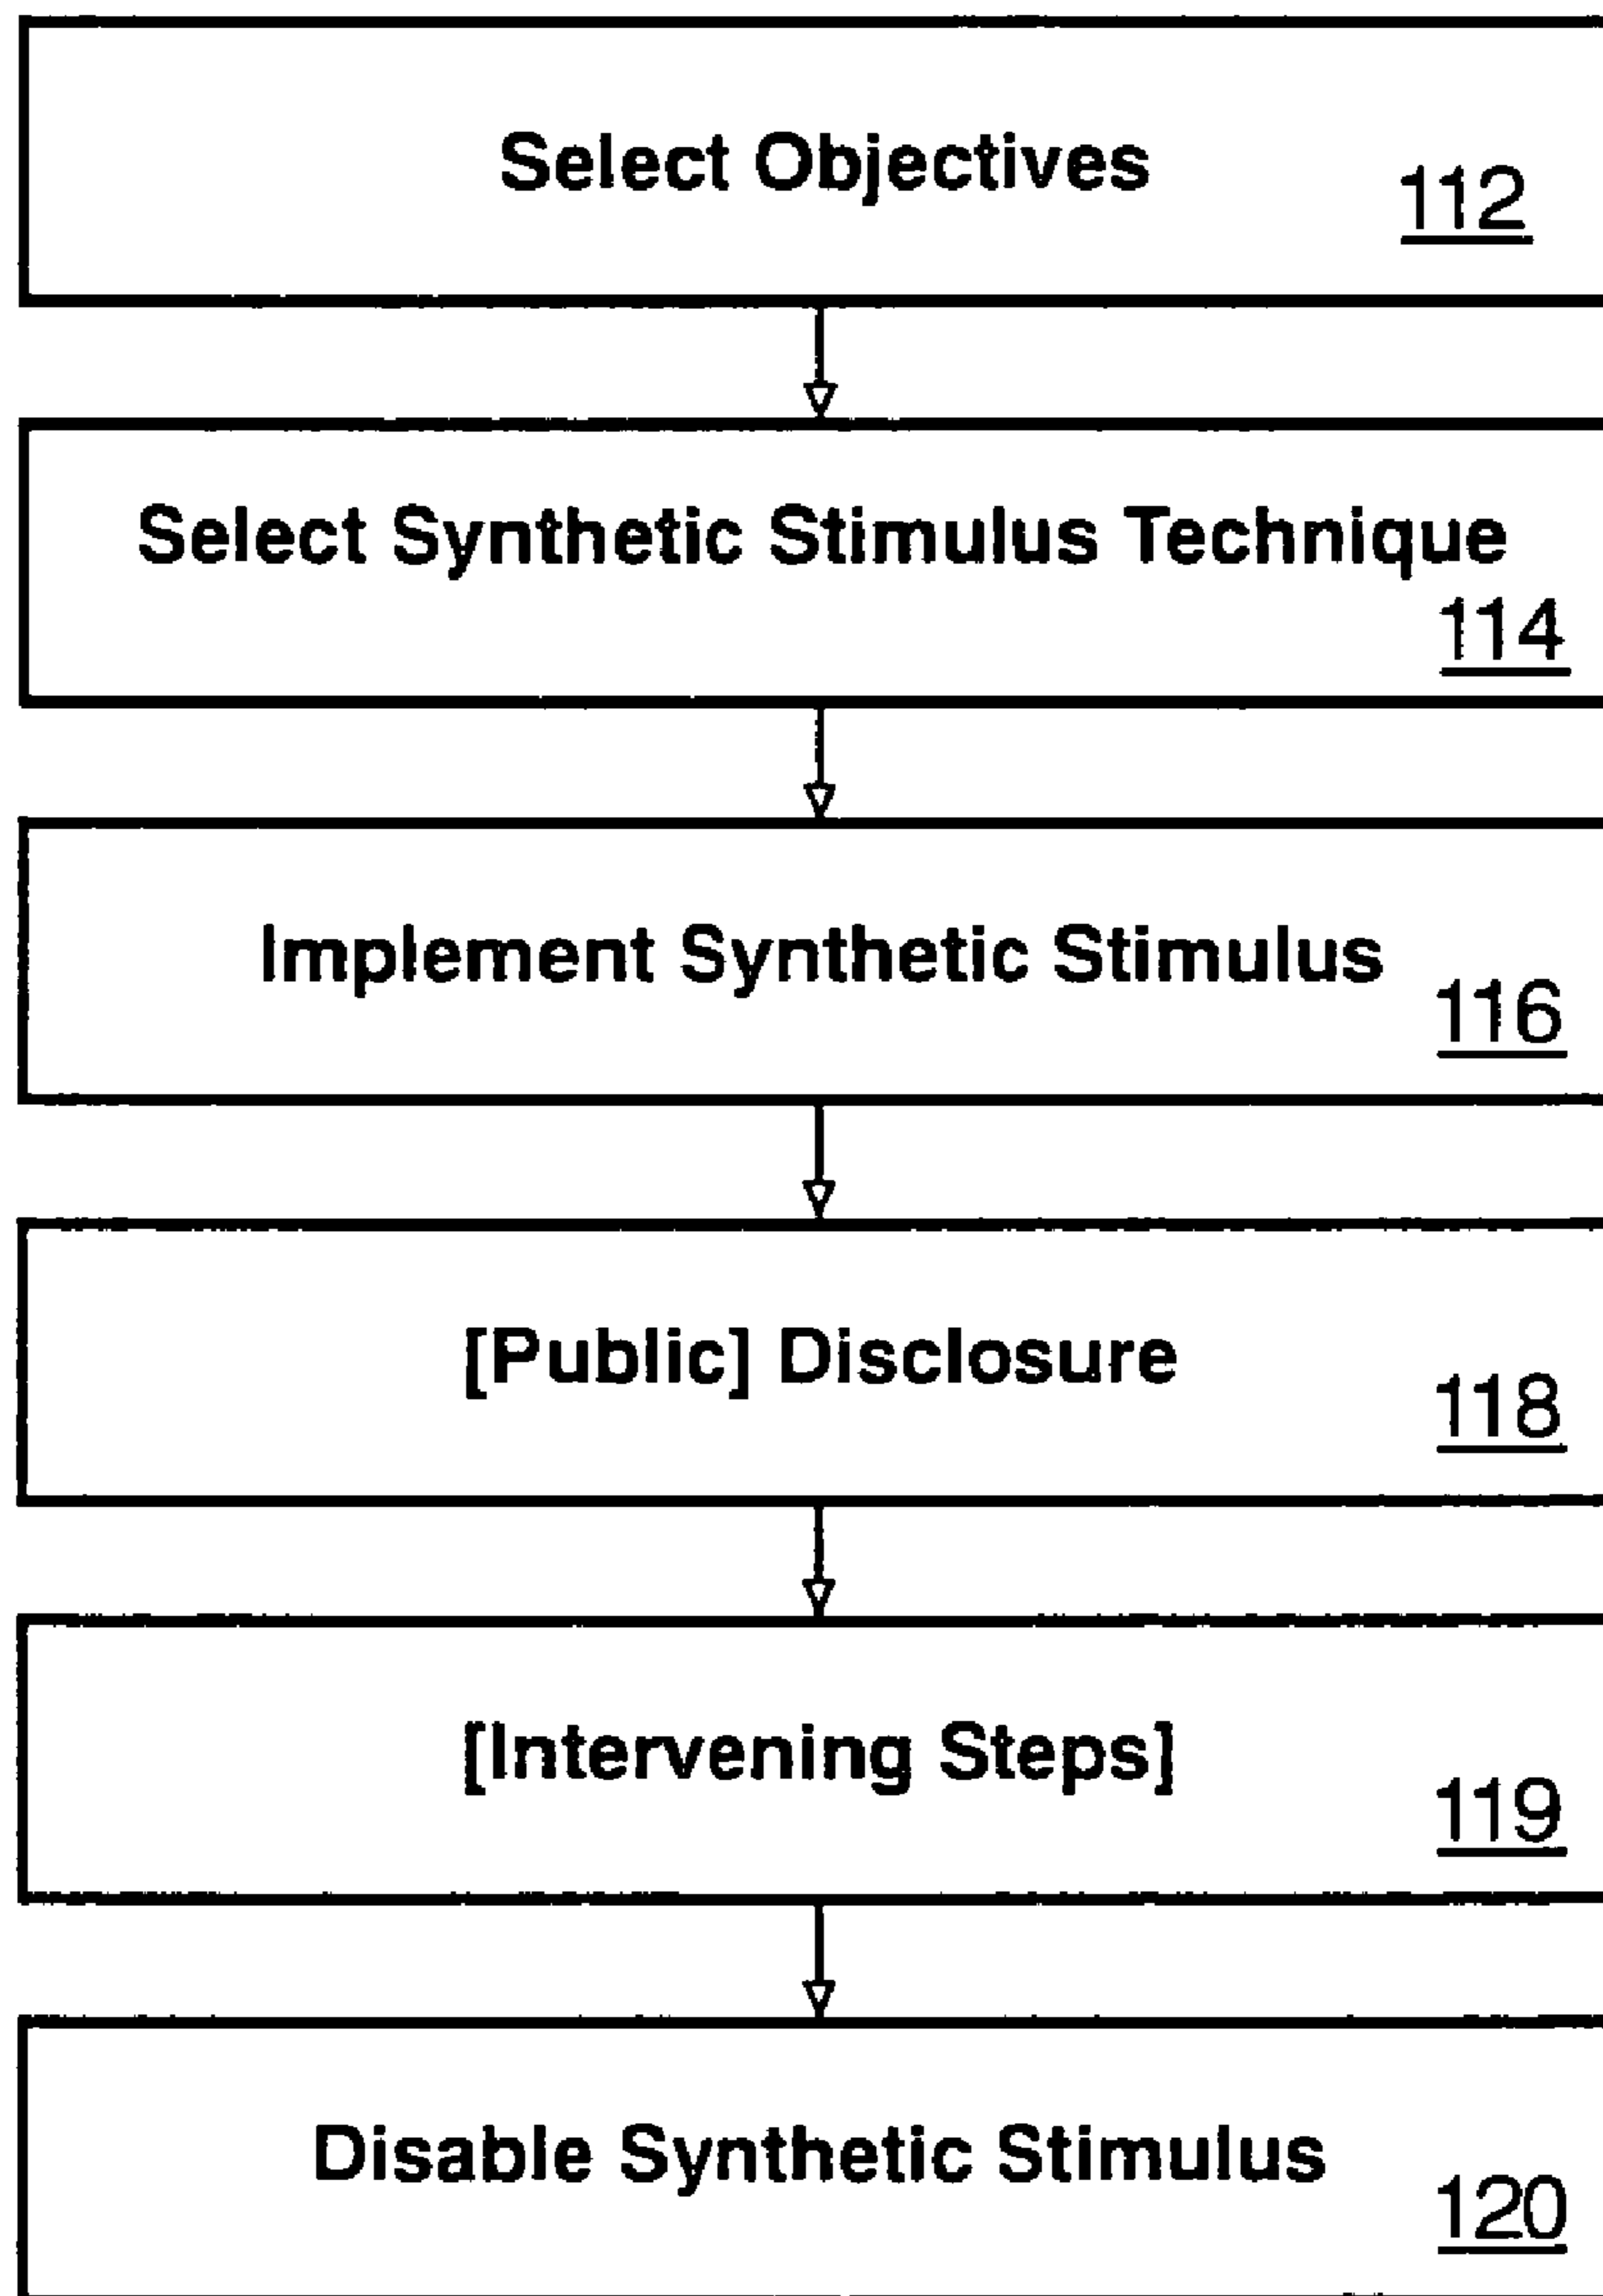 Select Objectives
112
Select Synthetic Stimulus Technique
114
Implement Synthetic Stimulus
116
[Public] Disclosure
118
[Intervening Steps]
119
Disable Synthetic Stimulus
120